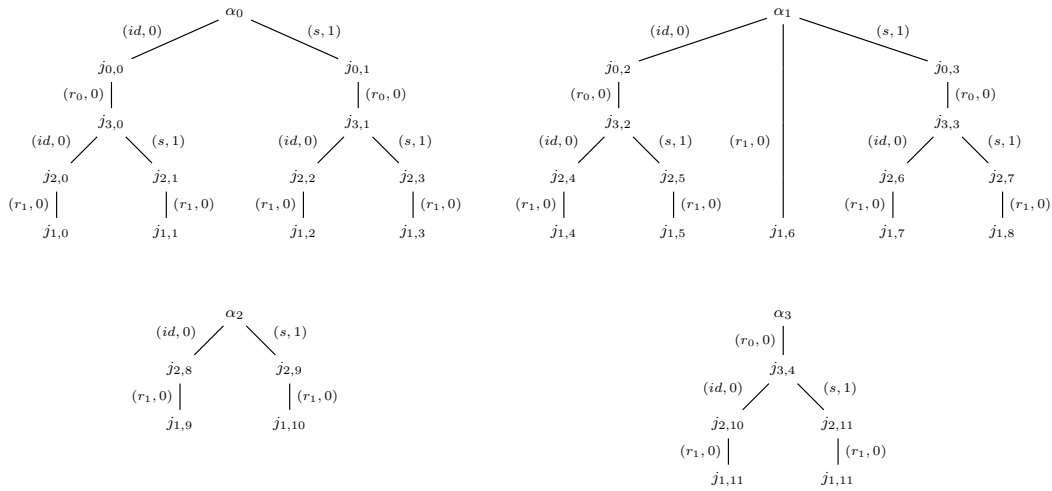 α₀ α₁
(id, 0) (s, 1) (id, 0) (s, 1)
j₀,₀ j₀,₁ j₀,₂ j₀,₃
(r₀, 0) (r₀, 0) (r₀, 0) (r₀, 0)
j₃,₀ j₃,₁ j₃,₂ j₃,₃
(id, 0) (s, 1) (id, 0) (s, 1) (id, 0) (s, 1) (r₁, 0) (id, 0) (s, 1)
j₂,₀ j₂,₁ j₂,₂ j₂,₃ j₂,₄ j₂,₅ j₂,₆ j₂,₇
(r₁, 0) (r₁, 0) (r₁, 0) (r₁, 0) (r₁, 0) (r₁, 0) (r₁, 0) (r₁, 0)
j₁,₀ j₁,₁ j₁,₂ j₁,₃ j₁,₄ j₁,₅ j₁,₆ j₁,₇ j₁,₈
α₂ α₃
(id, 0) (s, 1) (r₀, 0)
j₂,₈ j₂,₉ j₃,₄
(r₁, 0) (r₁, 0) (id, 0) (s, 1)
j₁,₉ j₁,₁₀ j₂,₁₀ j₂,₁₁
(r₁, 0) (r₁, 0)
j₁,₁₁ j₁,₁₁